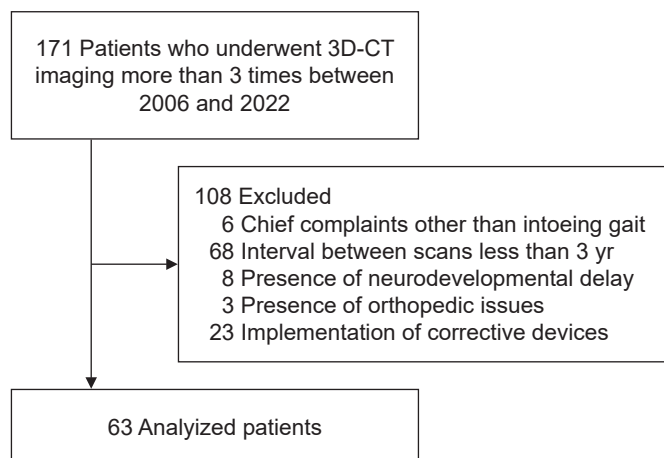 171 Patients who underwent 3D-CT
imaging more than 3 times between
2006 and 2022
108 Excluded
6 Chief complaints other than intoeing gait
68 Interval between scans less than 3 yr
8 Presence of neurodevelopmental delay
3 Presence of orthopedic issues
23 Implementation of corrective devices
63 Analyized patients